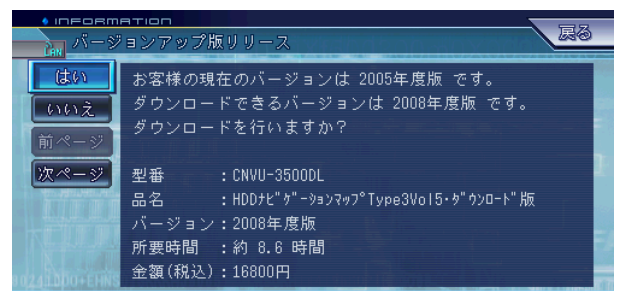 INFORMATION
戻る
LAN
バージョンアップ版リリース
はい
お客様の現在のバージョンは 2005年度版 です。
いいえ
ダウンロードできるバージョンは 2008年度版 です。
ダウンロードを行いますか？
前ページ
次ページ
型番 :CNVU-3500DL
品名 :HDDﾅﾋﾞｹﾞｰｼｮﾝﾏｯﾌﾟType3Vol5・ﾀﾞｳﾝﾛｰﾄﾞ版
バージョン:2008年度版
所要時間 :約 8.6 時間
金額(税込):16800円